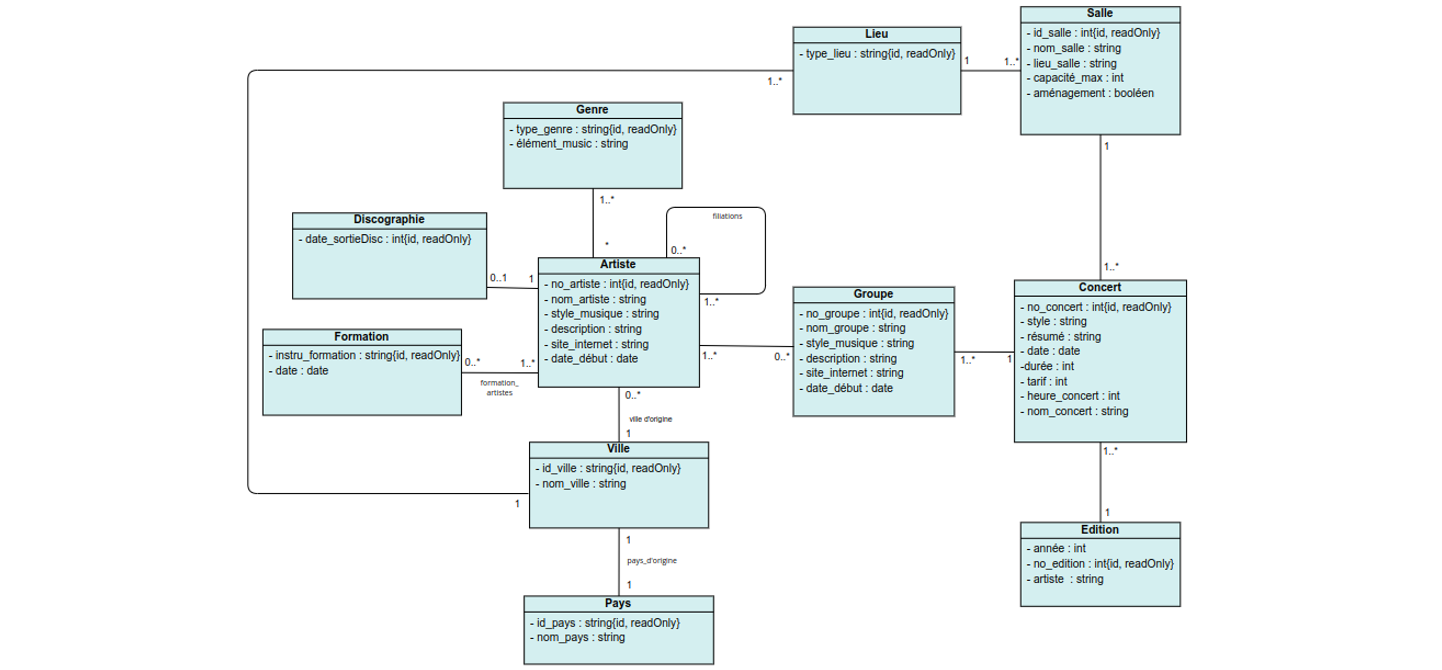 Salle
- id_salle : int{id, readOnly}
- nom_salle : string
- lieu_salle : string
- capacité_max : int
- aménagement : booléen
Lieu
- type_lieu : string{id, readOnly}
1
1..*
1..*
1
Genre
- type_genre : string{id, readOnly}
- élément_music : string
1..*
*
filiations
0..*
1..*
Discographie
- date_sortieDisc : int{id, readOnly}
0..1
1
Artiste
- no_artiste : int{id, readOnly}
- nom_artiste : string
- style_musique : string
- description : string
- site_internet : string
- date_début : date
Formation
- instru_formation : string{id, readOnly}
- date : date
0..*
1..*
formation_
artistes
1..*
0..*
Groupe
- no_groupe : int{id, readOnly}
- nom_groupe : string
- style_musique : string
- description : string
- site_internet : string
- date_début : date
1..*
1
1..*
Concert
- no_concert : int{id, readOnly}
- style : string
- résumé : string
- date : date
-durée : int
- tarif : int
- heure_concert : int
- nom_concert : string
1..*
1
0..*
ville d'origine
1
Ville
- id_ville : string{id, readOnly}
- nom_ville : string
1
1
pays_d'origine
1
Pays
- id_pays : string{id, readOnly}
- nom_pays : string
Edition
- année : int
- no_edition : int{id, readOnly}
- artiste : string